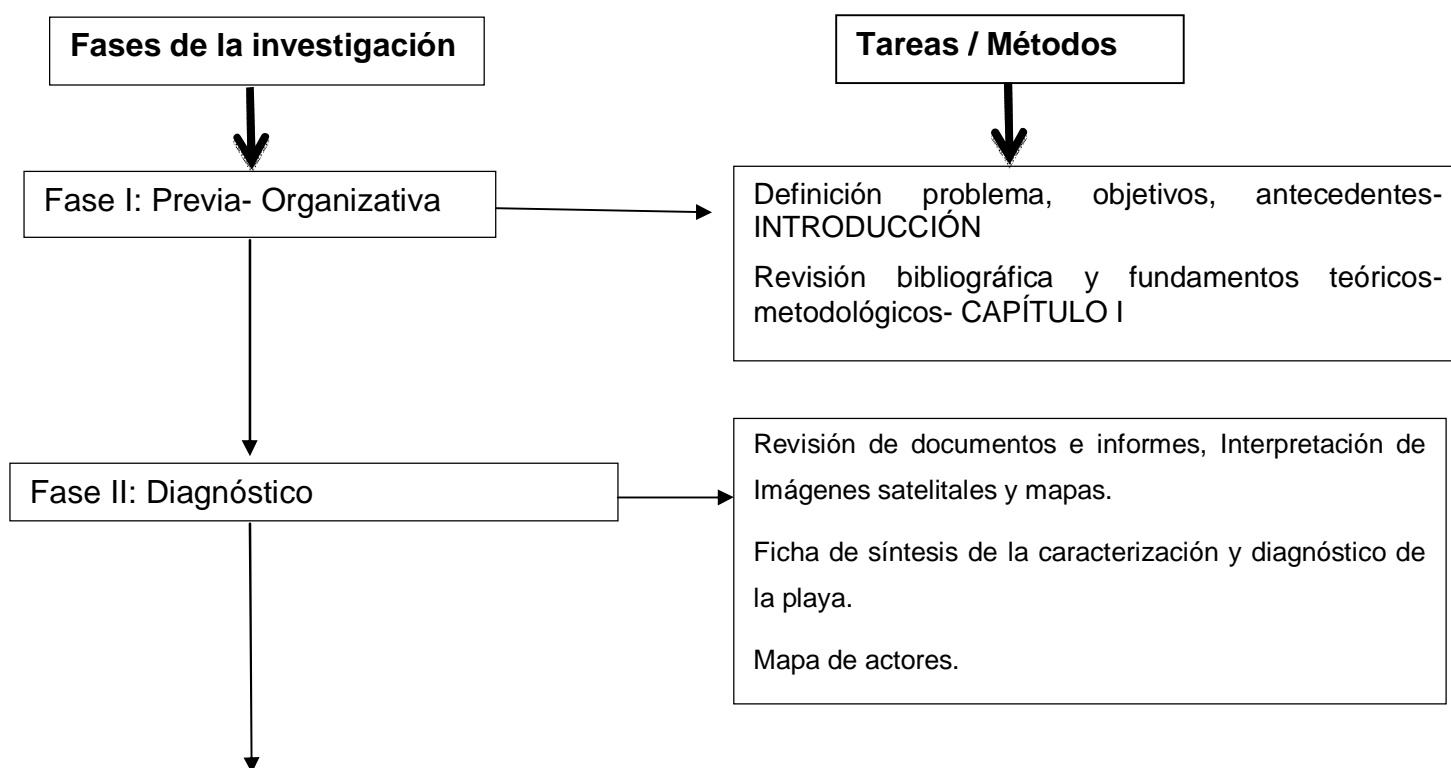 Fases de la investigación
Tareas / Métodos
Fase I: Previa- Organizativa
Definición problema, objetivos, antecedentes-
INTRODUCCIÓN
Revisión bibliográfica y fundamentos teóricos-
metodológicos- CAPÍTULO I
Fase II: Diagnóstico
Revisión de documentos e informes, Interpretación de
Imágenes satelitales y mapas.
Ficha de síntesis de la caracterización y diagnóstico de
la playa.
Mapa de actores.